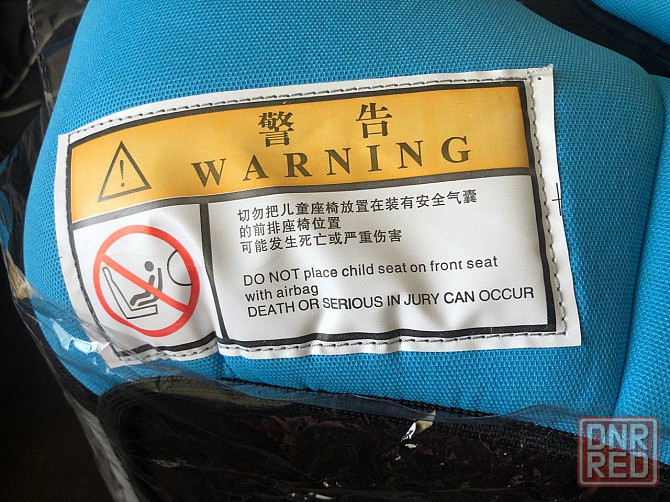 警告
WARNING
切勿把儿童座椅放置在装有安全气囊
的前排座椅位置
可能发生死亡或严重伤害
DO NOT place child seat on front seat
with airbag
DEATH OR SERIOUS IN JURY CAN OCCUR
DNR
RED